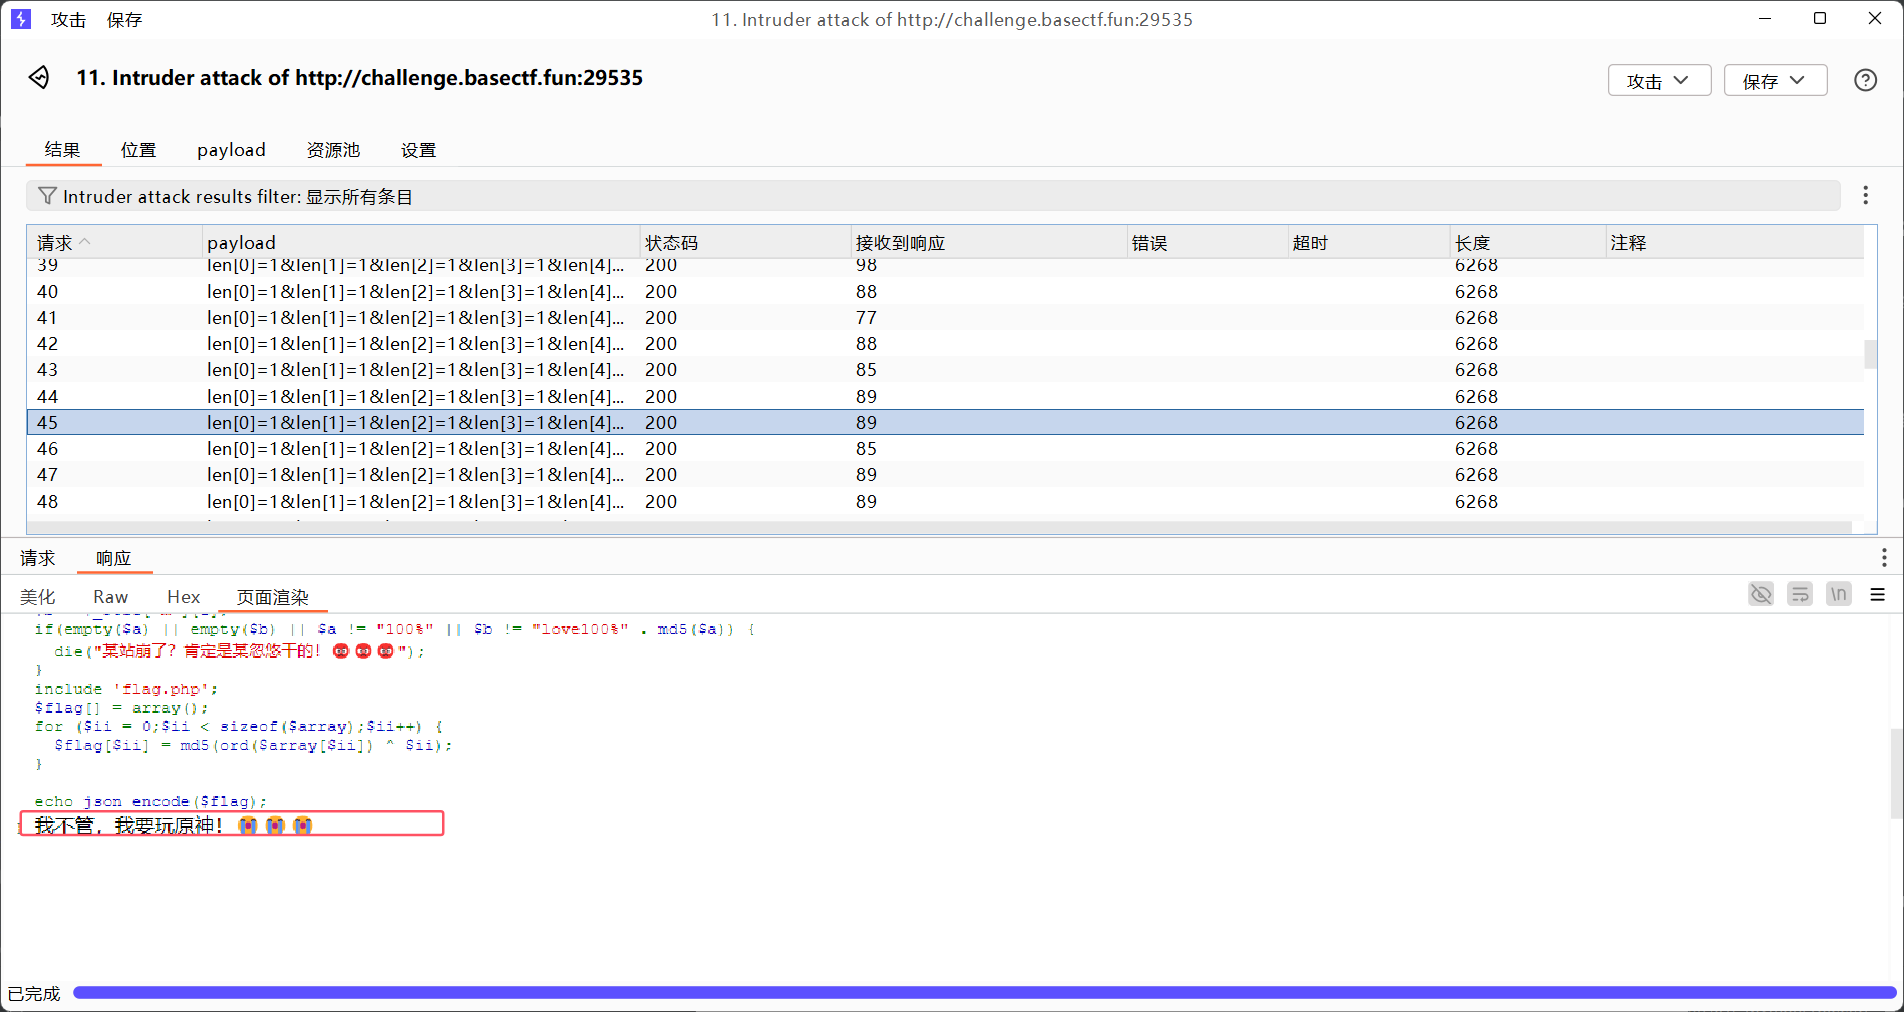 攻击 保存 11. Intruder attack of http://challenge.basectf.fun:29535
11. Intruder attack of http://challenge.basectf.fun:29535 攻击 保存
结果 位置 payload 资源池 设置
Intruder attack results filter: 显示所有条目
请求 payload 状态码 接收到响应 错误 超时 长度 注释
39 len[0]=1&len[1]=1&len[2]=1&len[3]=1&len[4]... 200 98 6268
40 len[0]=1&len[1]=1&len[2]=1&len[3]=1&len[4]... 200 88 6268
41 len[0]=1&len[1]=1&len[2]=1&len[3]=1&len[4]... 200 77 6268
42 len[0]=1&len[1]=1&len[2]=1&len[3]=1&len[4]... 200 88 6268
43 len[0]=1&len[1]=1&len[2]=1&len[3]=1&len[4]... 200 85 6268
44 len[0]=1&len[1]=1&len[2]=1&len[3]=1&len[4]... 200 89 6268
45 len[0]=1&len[1]=1&len[2]=1&len[3]=1&len[4]... 200 89 6268
46 len[0]=1&len[1]=1&len[2]=1&len[3]=1&len[4]... 200 85 6268
47 len[0]=1&len[1]=1&len[2]=1&len[3]=1&len[4]... 200 89 6268
48 len[0]=1&len[1]=1&len[2]=1&len[3]=1&len[4]... 200 89 6268
请求 响应
美化 Raw Hex 页面渲染 \n
if(empty($a) || empty($b) || $a != "100%" || $b != "love100%" . md5($a)) {
die("某站崩了？肯定是某忽悠干的！");
}
include 'flag.php';
$flag[] = array();
for ($ii = 0;$ii < sizeof($array);$ii++) {
$flag[$ii] = md5(ord($array[$ii]) ^ $ii);
}
echo json_encode($flag);
我不管，我要玩原神！😭😭😭
已完成